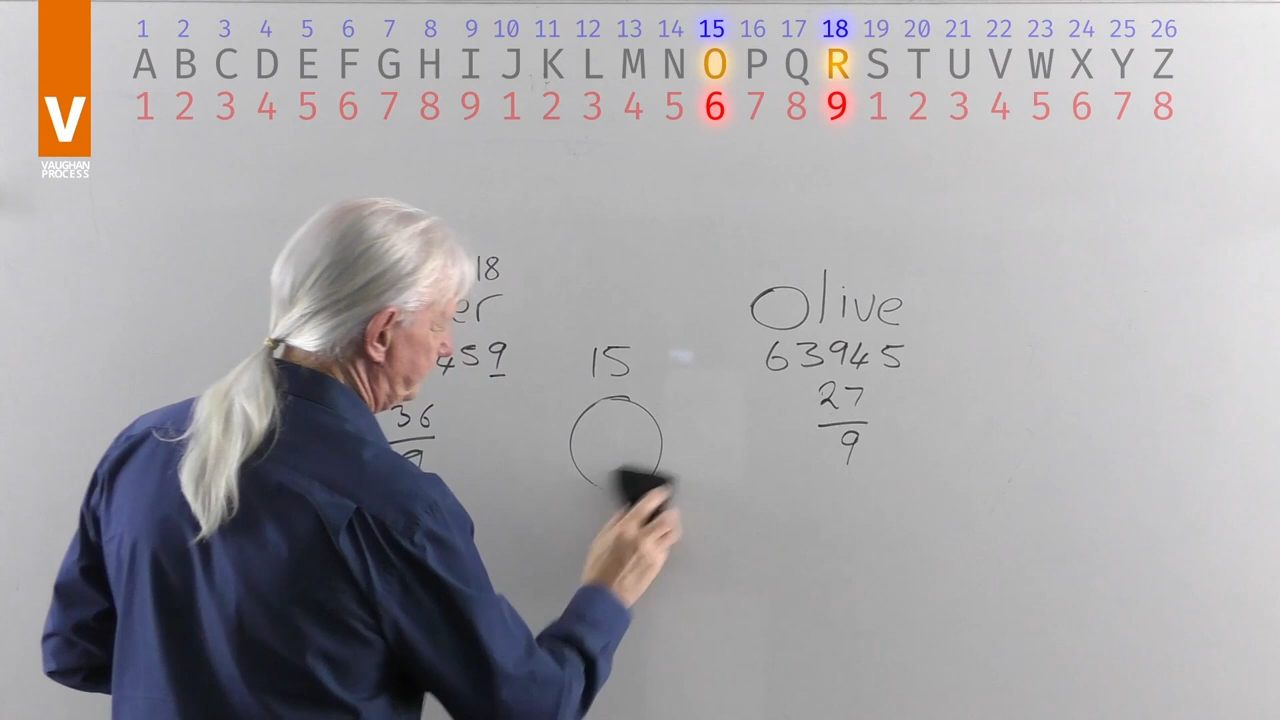 1 2 3 4 5 6 7 8 9 10 11 12 13 14 15 16 17 18 19 20 21 22 23 24 25 26
A B C D E F G H I J K L M N O P Q R S T U V W X Y Z
1 2 3 4 5 6 7 8 9 1 2 3 4 5 6 7 8 9 1 2 3 4 5 6 7 8
V
VAUGHAN
PROCESS
18
er
459
36
9
15
Olive
63945
27
9